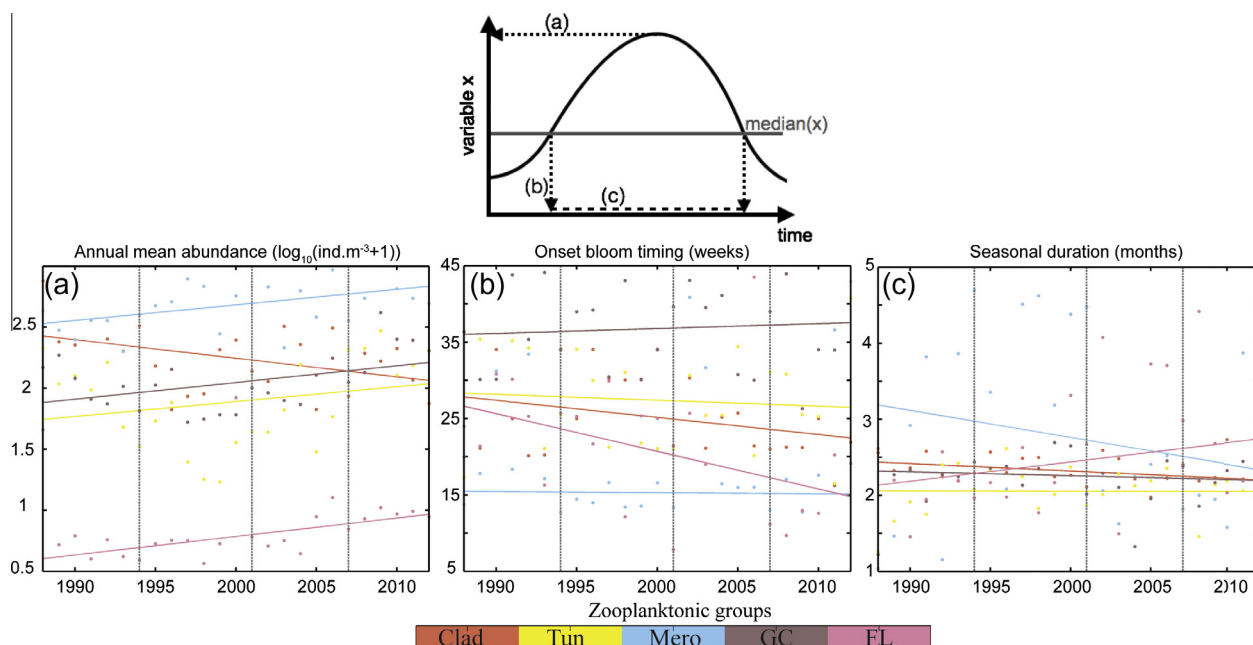 (a)
variable x
median(x)
(b)
(c)
time
Annual mean abundance (log10(ind.m-3+1))
Onset bloom timing (weeks)
Seasonal duration (months)
(a)
2.5
2
1.5
1
0.5
1990 1995 2000 2005 2010
(b)
45
35
25
15
5
1990 1995 2000 2005 2010
(c)
5
4
3
2
1
1990 1995 2000 2005 2010
Zooplanktonic groups
Clad Tun Mero GC FL